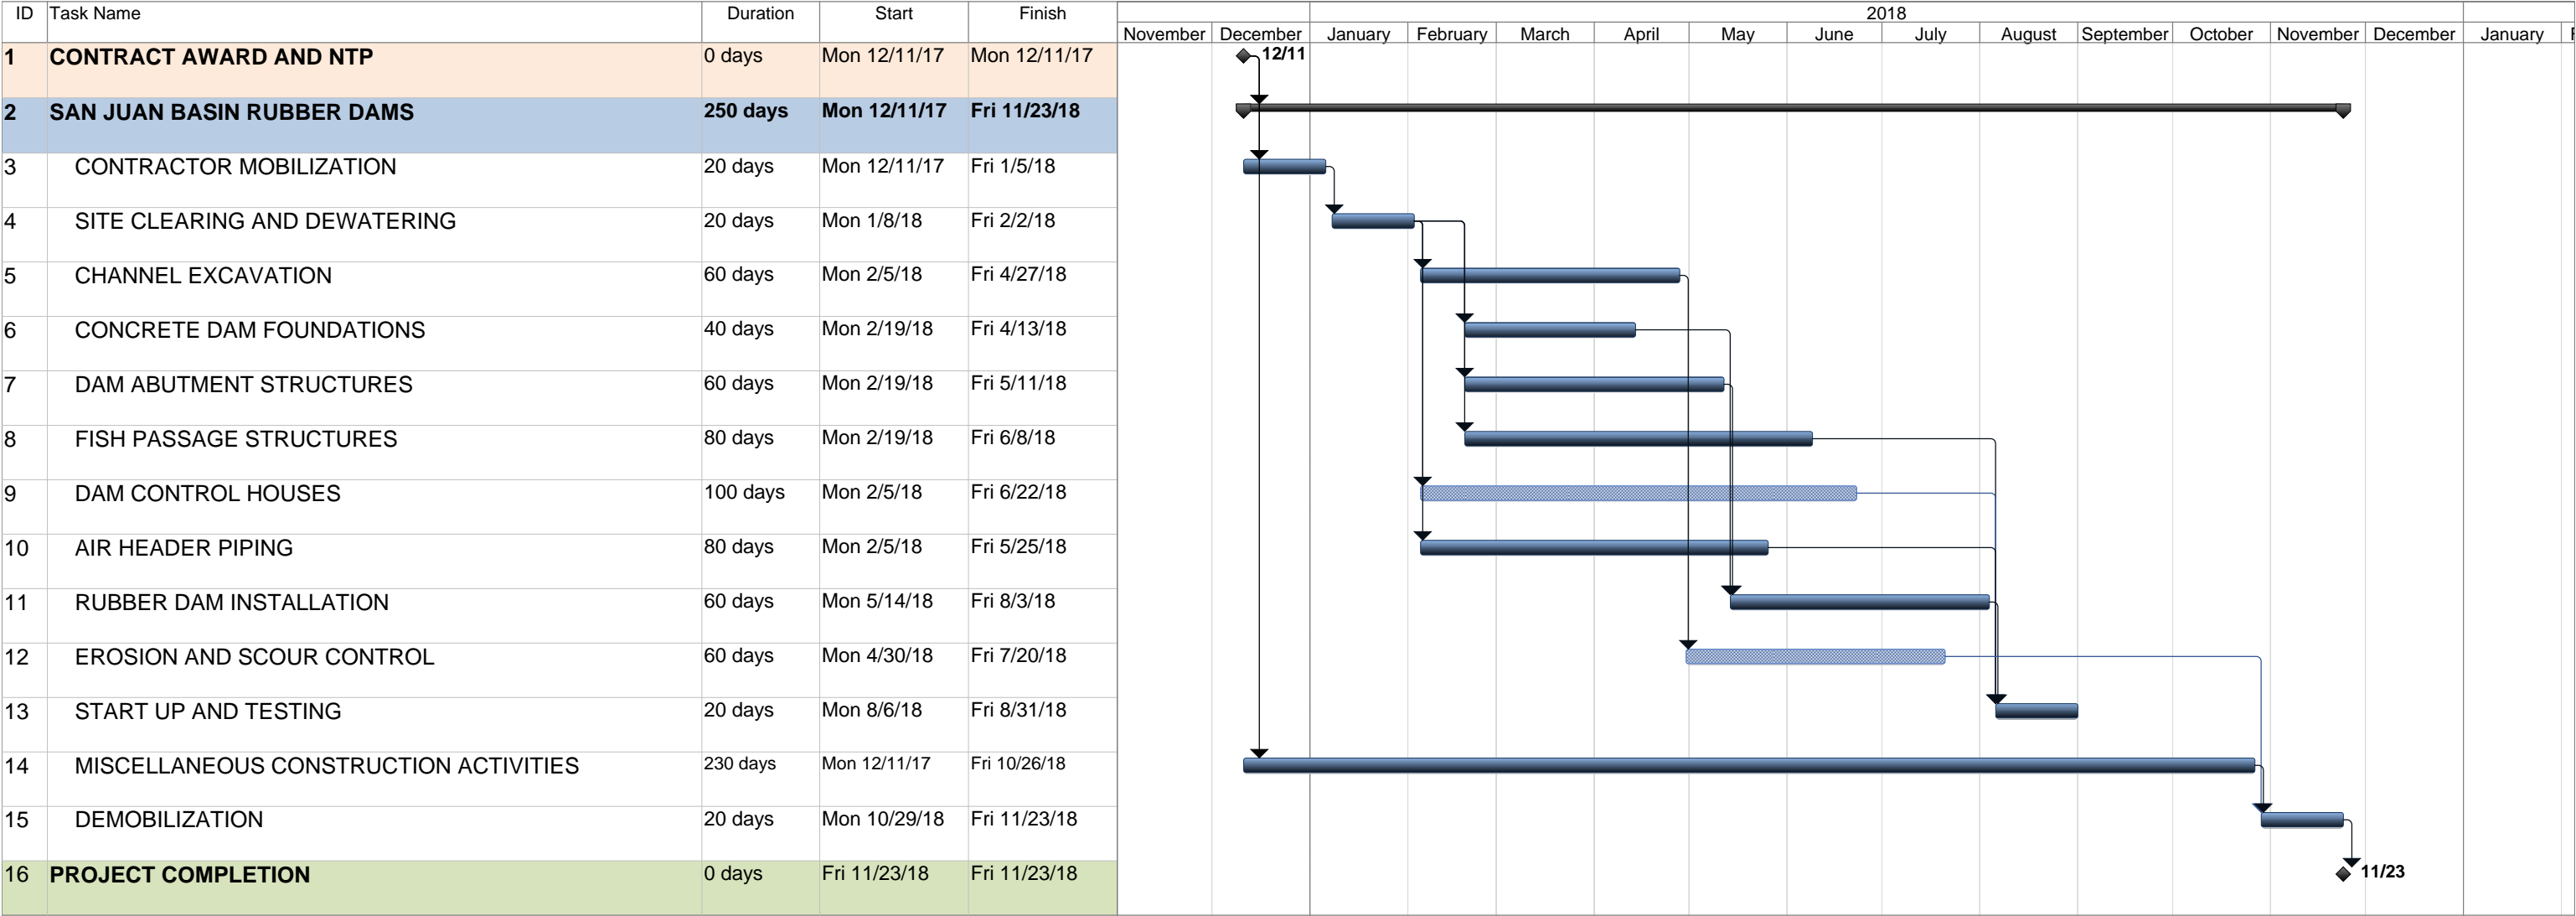 ID Task Name Duration Start Finish 2018
November December January February March April May June July August September October November December January F
1 CONTRACT AWARD AND NTP 0 days Mon 12/11/17 Mon 12/11/17 12/11
2 SAN JUAN BASIN RUBBER DAMS 250 days Mon 12/11/17 Fri 11/23/18
3 CONTRACTOR MOBILIZATION 20 days Mon 12/11/17 Fri 1/5/18
4 SITE CLEARING AND DEWATERING 20 days Mon 1/8/18 Fri 2/2/18
5 CHANNEL EXCAVATION 60 days Mon 2/5/18 Fri 4/27/18
6 CONCRETE DAM FOUNDATIONS 40 days Mon 2/19/18 Fri 4/13/18
7 DAM ABUTMENT STRUCTURES 60 days Mon 2/19/18 Fri 5/11/18
8 FISH PASSAGE STRUCTURES 80 days Mon 2/19/18 Fri 6/8/18
9 DAM CONTROL HOUSES 100 days Mon 2/5/18 Fri 6/22/18
10 AIR HEADER PIPING 80 days Mon 2/5/18 Fri 5/25/18
11 RUBBER DAM INSTALLATION 60 days Mon 5/14/18 Fri 8/3/18
12 EROSION AND SCOUR CONTROL 60 days Mon 4/30/18 Fri 7/20/18
13 START UP AND TESTING 20 days Mon 8/6/18 Fri 8/31/18
14 MISCELLANEOUS CONSTRUCTION ACTIVITIES 230 days Mon 12/11/17 Fri 10/26/18
15 DEMOBILIZATION 20 days Mon 10/29/18 Fri 11/23/18
16 PROJECT COMPLETION 0 days Fri 11/23/18 Fri 11/23/18 11/23